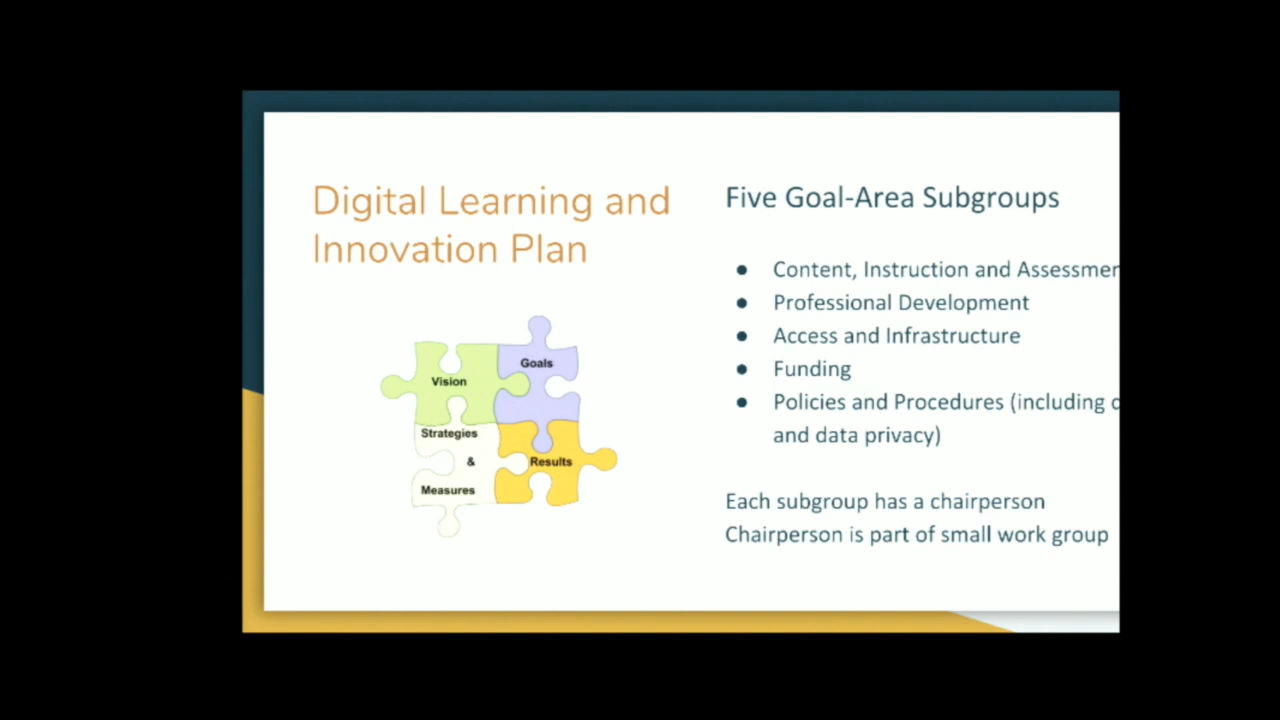 Digital Learning and
Innovation Plan
Vision
Goals
Strategies
&
Measures
Results
Five Goal-Area Subgroups
● Content, Instruction and
● Professional Development
● Access and Infrastructure
● Funding
● Policies and Procedures (including
and data privacy)
Each subgroup has a chairperson
Chairperson is part of small work group